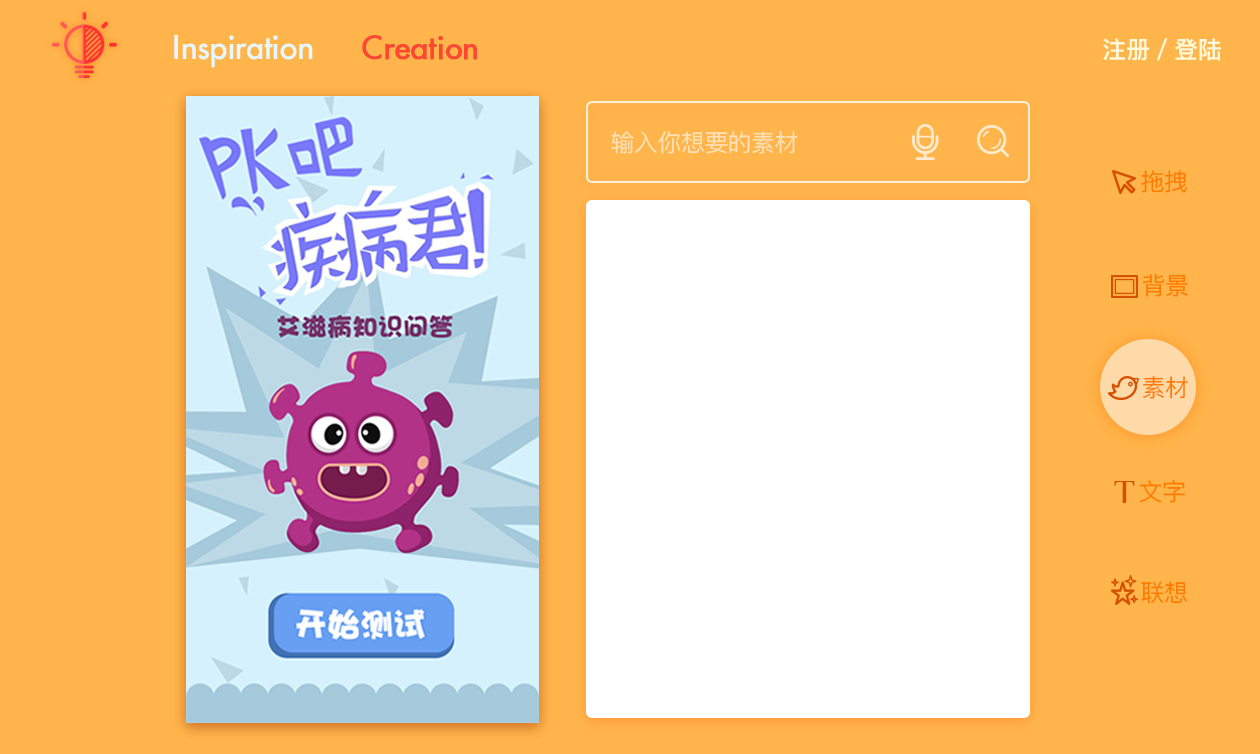 Inspiration Creation 注册 / 登陆
PK吧
疾病君!
艾滋病知识问答
开始测试
输入你想要的素材
拖拽
背景
素材
T文字
联想